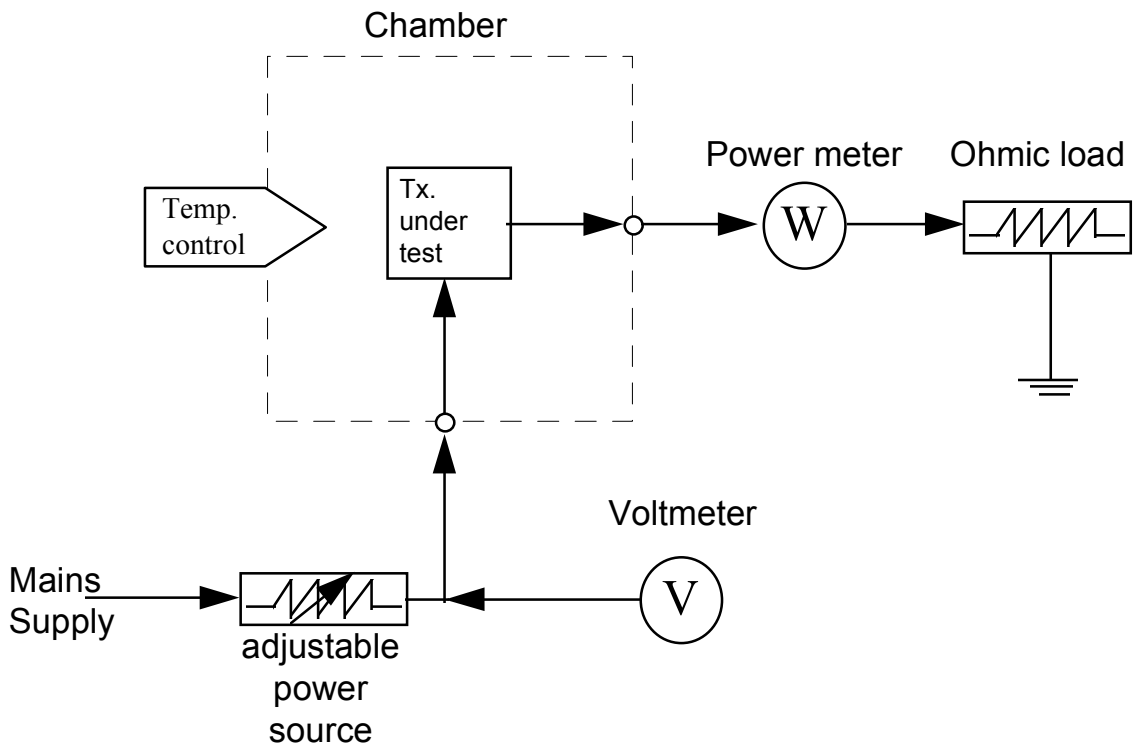 Chamber
Power meter
Ohmic load
Temp.
control
Tx.
under
test
W
Voltmeter
V
Mains
Supply
adjustable
power
source